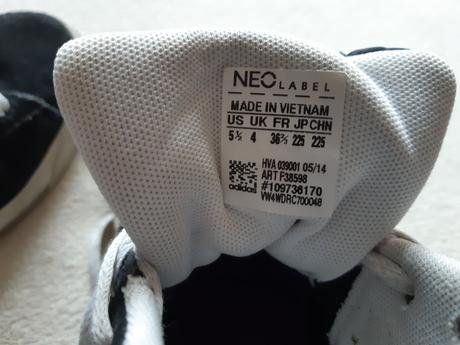 NEO LABEL
MADE IN VIETNAM
US UK FR JP CHN
5½ 4 36⅔ 225 225
HVA 039001 05/14
ART F38598
#109736170
VW4WDRC700048
adidas